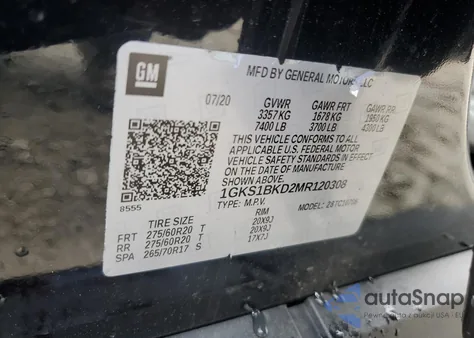 GM
MFD BY GENERAL MOTORS LLC
07/20 GVWR GAWR FRT GAWR RR
3357 KG 1678 KG 1950 KG
7400 LB 3700 LB 4300 LB
THIS VEHICLE CONFORMS TO ALL
APPLICABLE U.S. FEDERAL MOTOR
VEHICLE SAFETY STANDARDS IN EFFECT
ON THE DATE OF MANUFACTURE
SHOWN ABOVE.
1GKS1BKD2MR120308
8555 TYPE: M.P.V. MODEL:
TIRE SIZE RIM
FRT 275/60R20 T 20X9J
RR 275/60R20 T 20X9J
SPA 265/70R17 S 17X7J
autoSnap